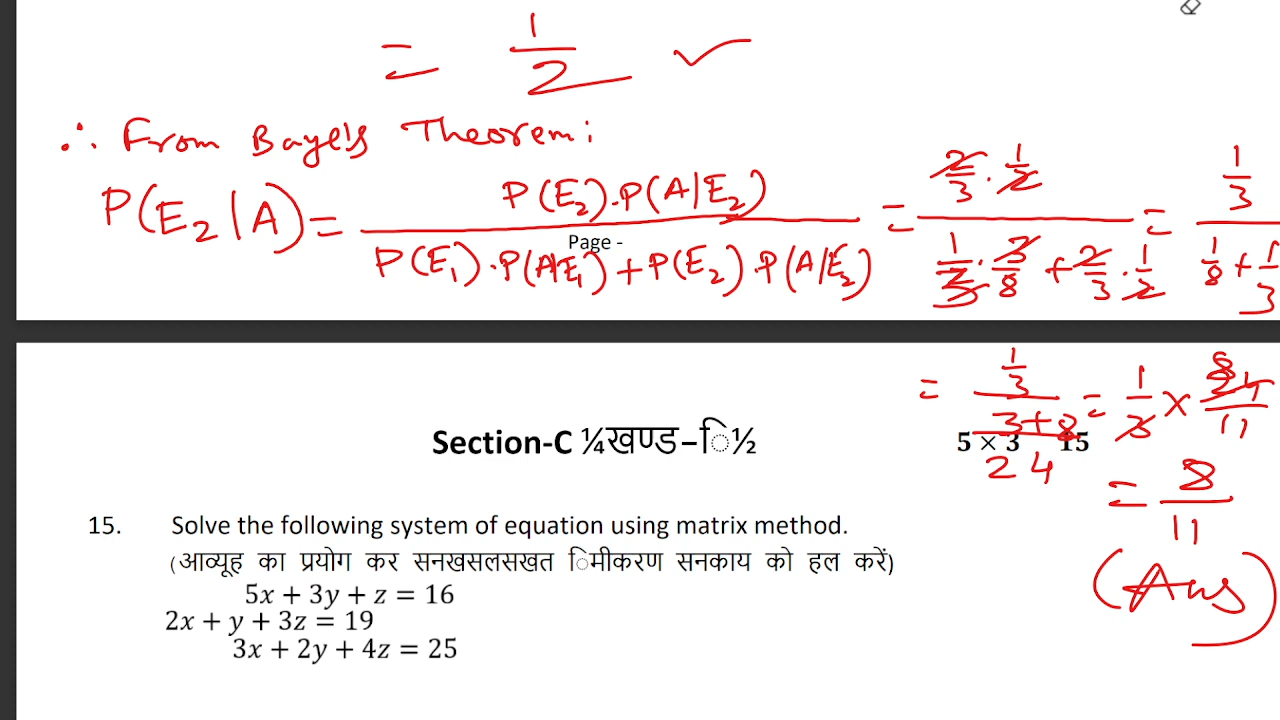 = 1/2 ✓
∴ From Baye's Theorem:
P(E₂|A) = P(E₂).P(A|E₂) / P(E₁).P(A|E₁) + P(E₂).P(A|E₂) = 2/3 . 1/2 / 1/3 . 3/8 + 2/3 . 1/2 = 1/3 / 1/8 + 1/3
Page -
= 1/3 / 3+8/24 = 1/3 × 24/11 8
Section-C ¼खण्ड–ि½ 5 × 3 15
= 8/11
(Ans)
15. Solve the following system of equation using matrix method.
(आव्यूह का प्रयोग कर सनखसलसखत िमीकरण सनकाय को हल करें)
5x + 3y + z = 16
2x + y + 3z = 19
3x + 2y + 4z = 25